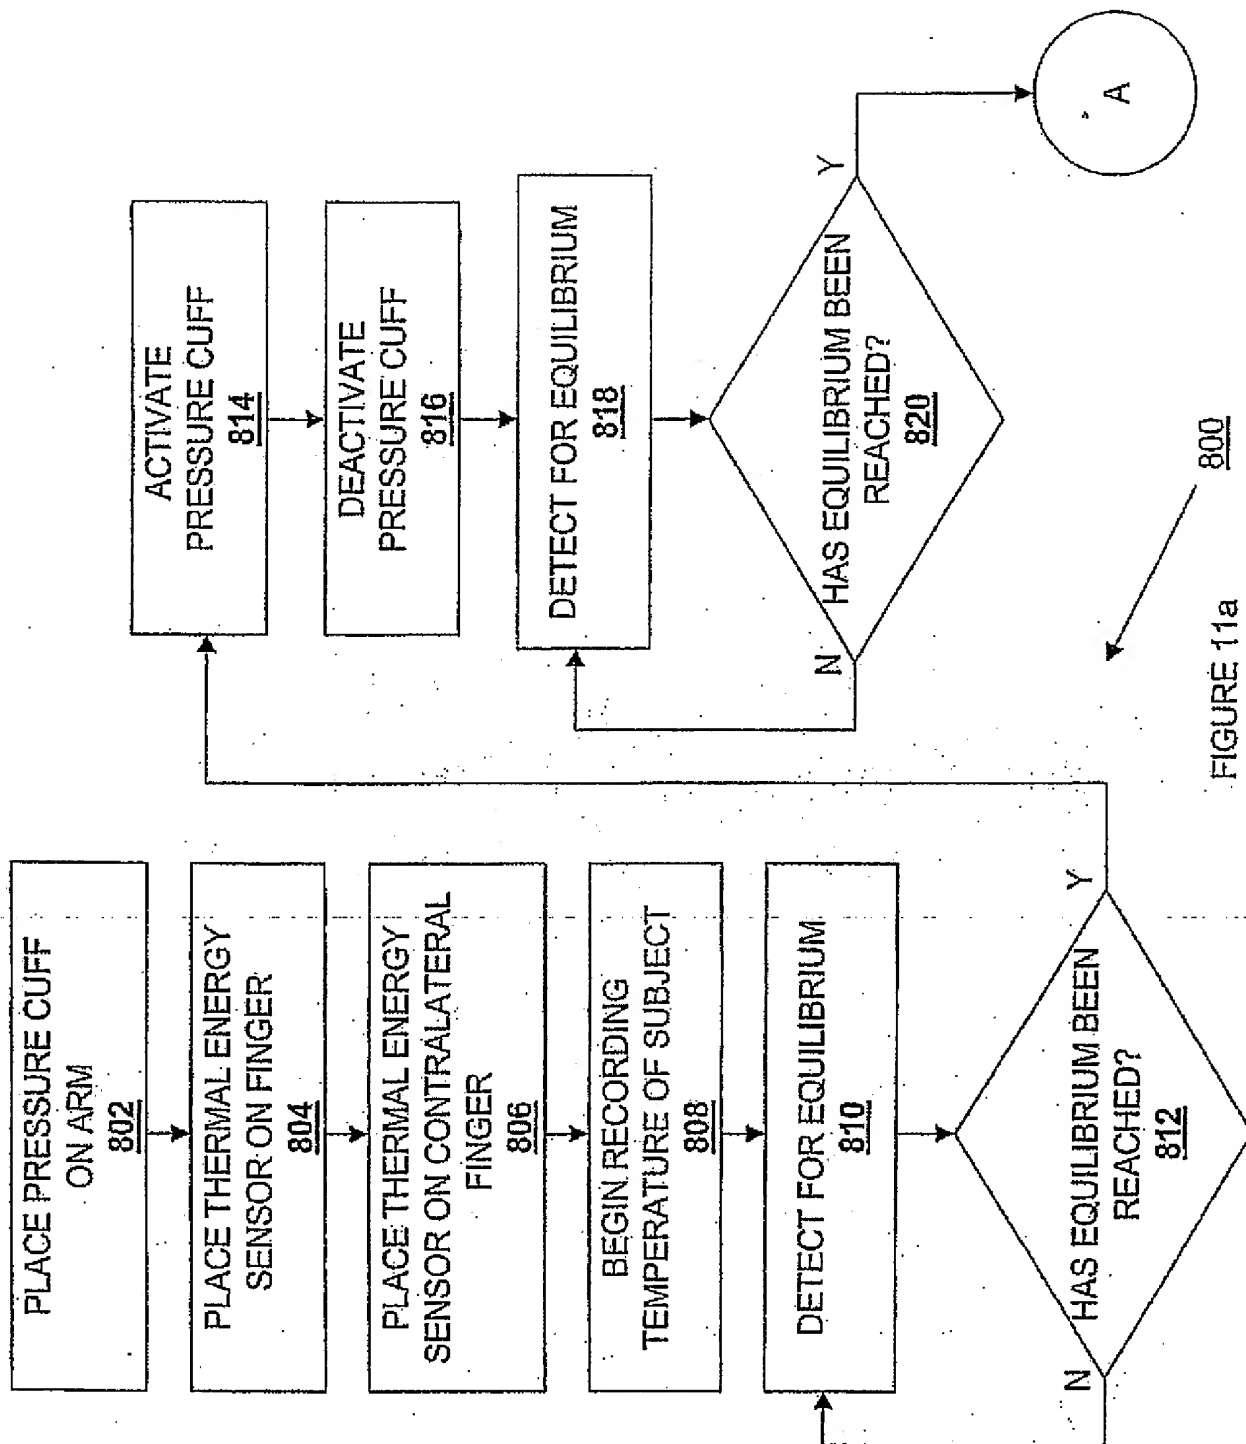 PLACE PRESSURE CUFF
ON ARM
802
PLACE THERMAL ENERGY
SENSOR ON FINGER
804
PLACE THERMAL ENERGY
SENSOR ON CONTRALATERAL
FINGER
806
BEGIN RECORDING
TEMPERATURE OF SUBJECT
808
DETECT FOR EQUILIBRIUM
810
HAS EQUILIBRIUM BEEN
REACHED?
812
N
Y
ACTIVATE
PRESSURE CUFF
814
DEACTIVATE
PRESSURE CUFF
816
DETECT FOR EQUILIBRIUM
818
HAS EQUILIBRIUM BEEN
REACHED?
820
N
Y
A
800
FIGURE 11a